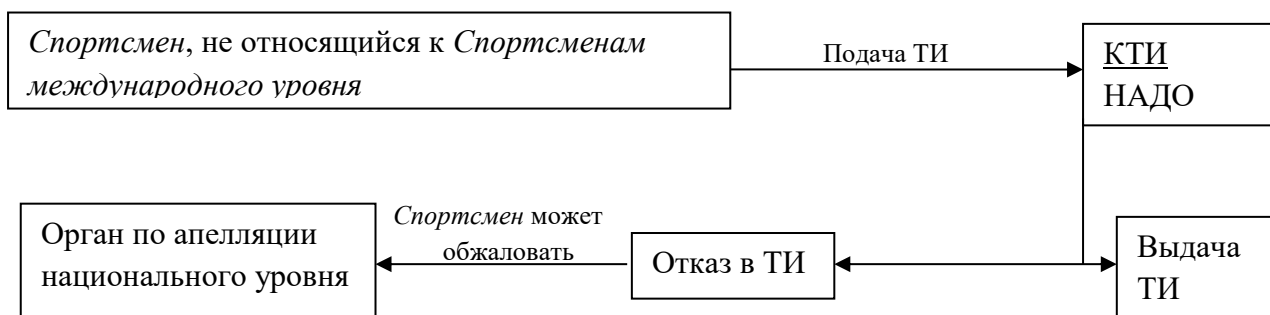 Спортсмен, не относящийся к Спортсменам
международного уровня
Подача ТИ
КТИ
НАДО
Орган по апелляции
национального уровня
Спортсмен может
обжаловать
Отказ в ТИ
Выдача
ТИ